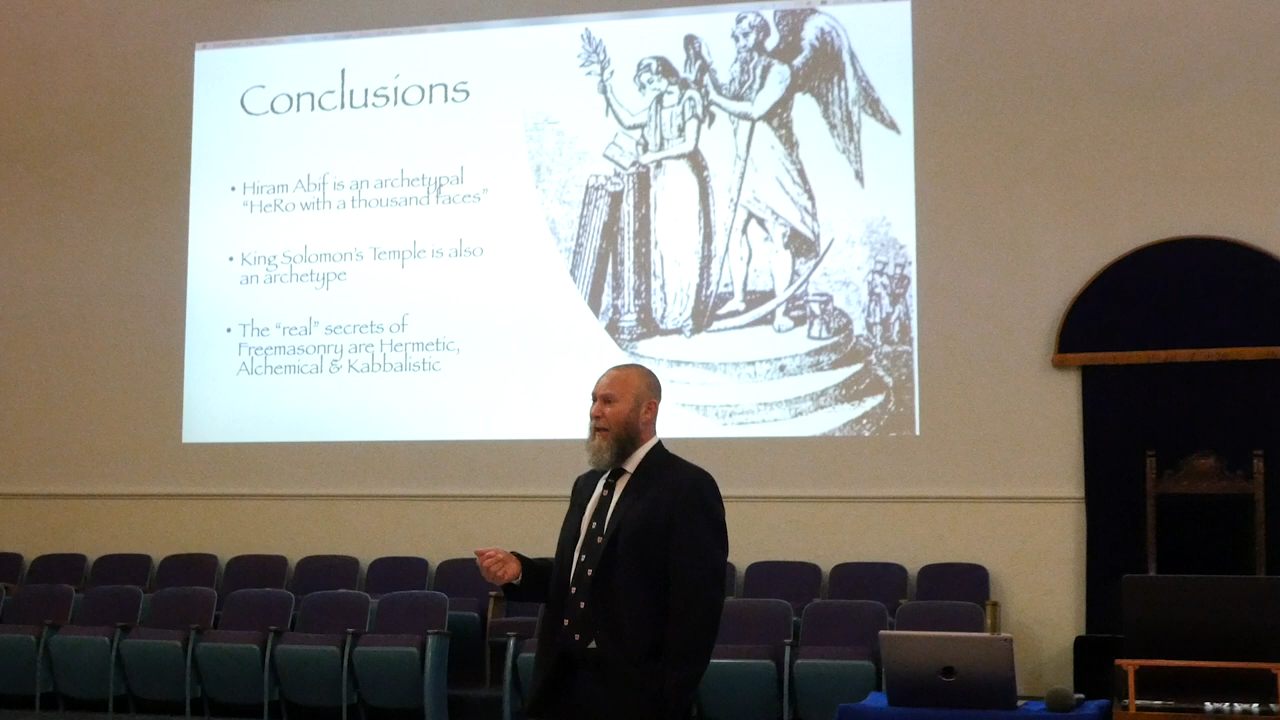 Conclusions
• Hiram Abif is an archetypal
"HeRo with a thousand faces"
• King Solomon's Temple is also
an archetype
• The "real" secrets of
Freemasonry are Hermetic,
Alchemical & Kabbalistic